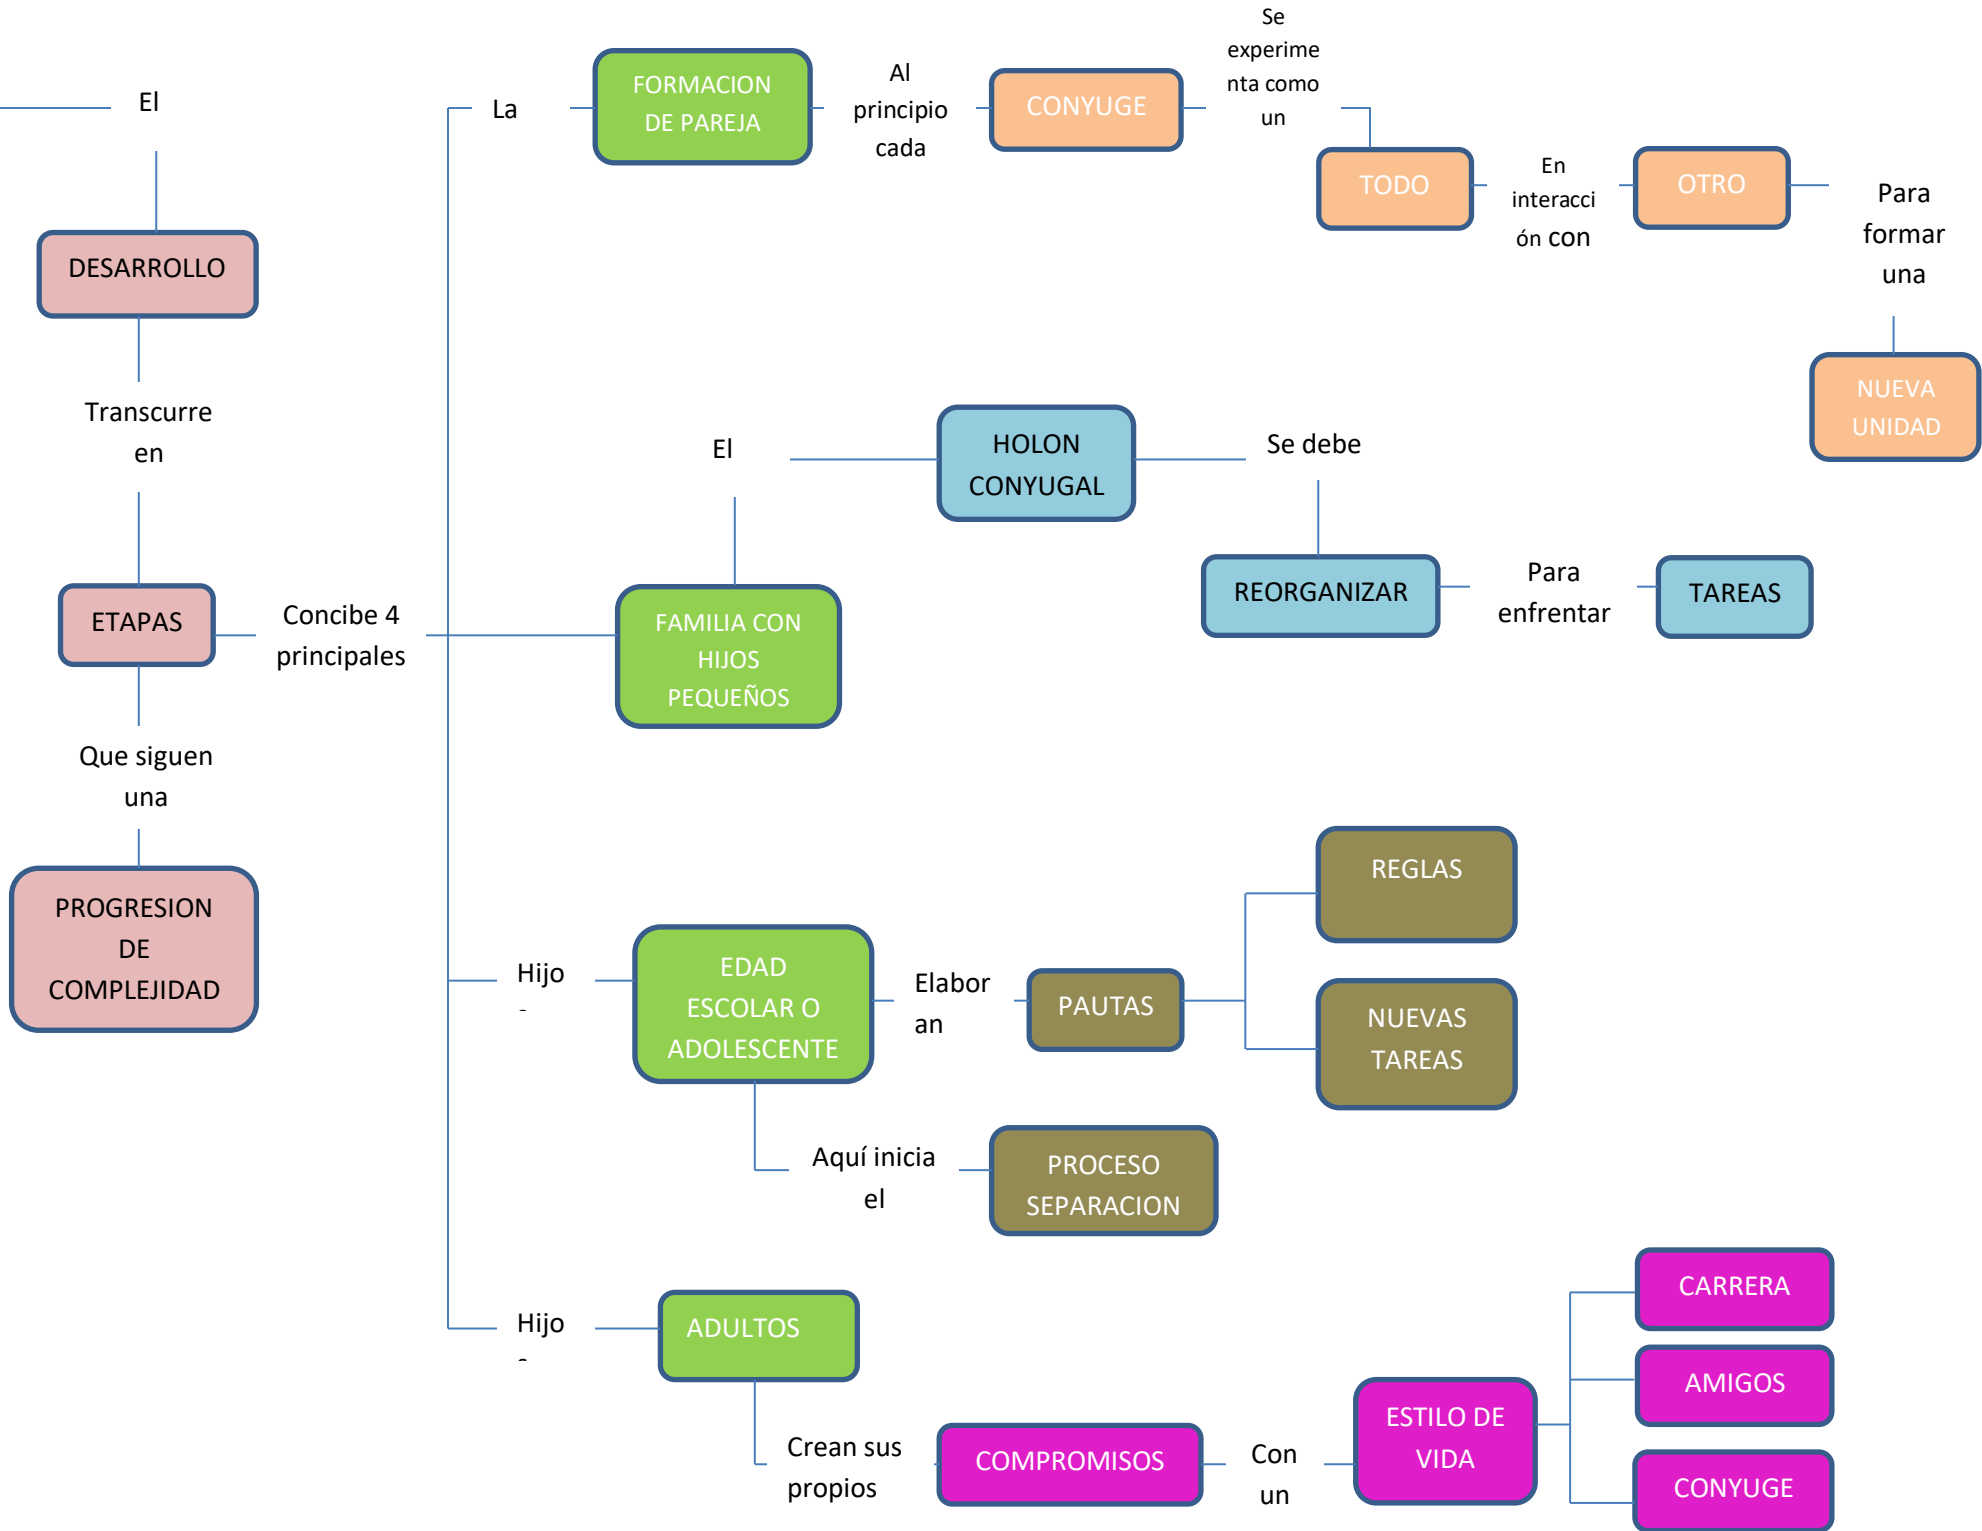 El
DESARROLLO
Transcurre
en
ETAPAS
Que siguen
una
PROGRESION
DE
COMPLEJIDAD
Concibe 4
principales
La
FORMACION
DE PAREJA
Al
principio
cada
CONYUGE
Se
experime
nta como
un
TODO
En
interacci
ón con
OTRO
Para
formar
una
NUEVA
UNIDAD
FAMILIA CON
HIJOS
PEQUEÑOS
El
HOLON
CONYUGAL
Se debe
REORGANIZAR
Para
enfrentar
TAREAS
Hijo
EDAD
ESCOLAR O
ADOLESCENTE
Elabor
an
PAUTAS
REGLAS
NUEVAS
TAREAS
Aquí inicia
el
PROCESO
SEPARACION
Hijo
ADULTOS
Crean sus
propios
COMPROMISOS
Con
un
ESTILO DE
VIDA
CARRERA
AMIGOS
CONYUGE